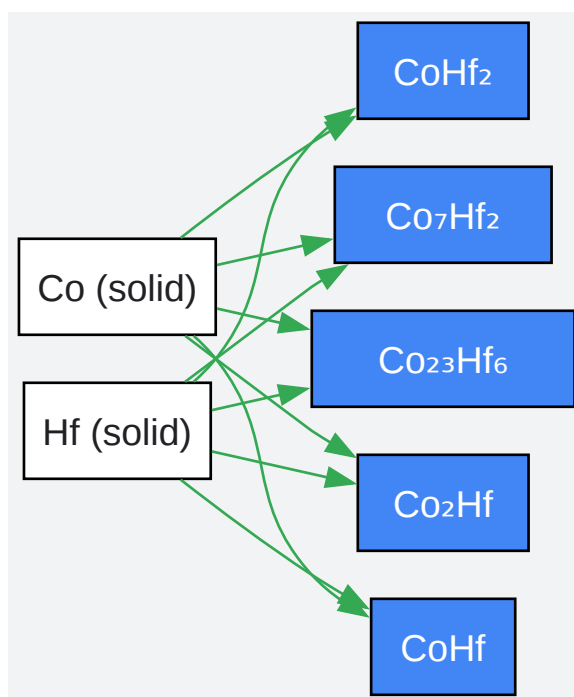 CoHf₂
Co₇Hf₂
Co (solid)
Co₂₃Hf₆
Hf (solid)
Co₂Hf
CoHf